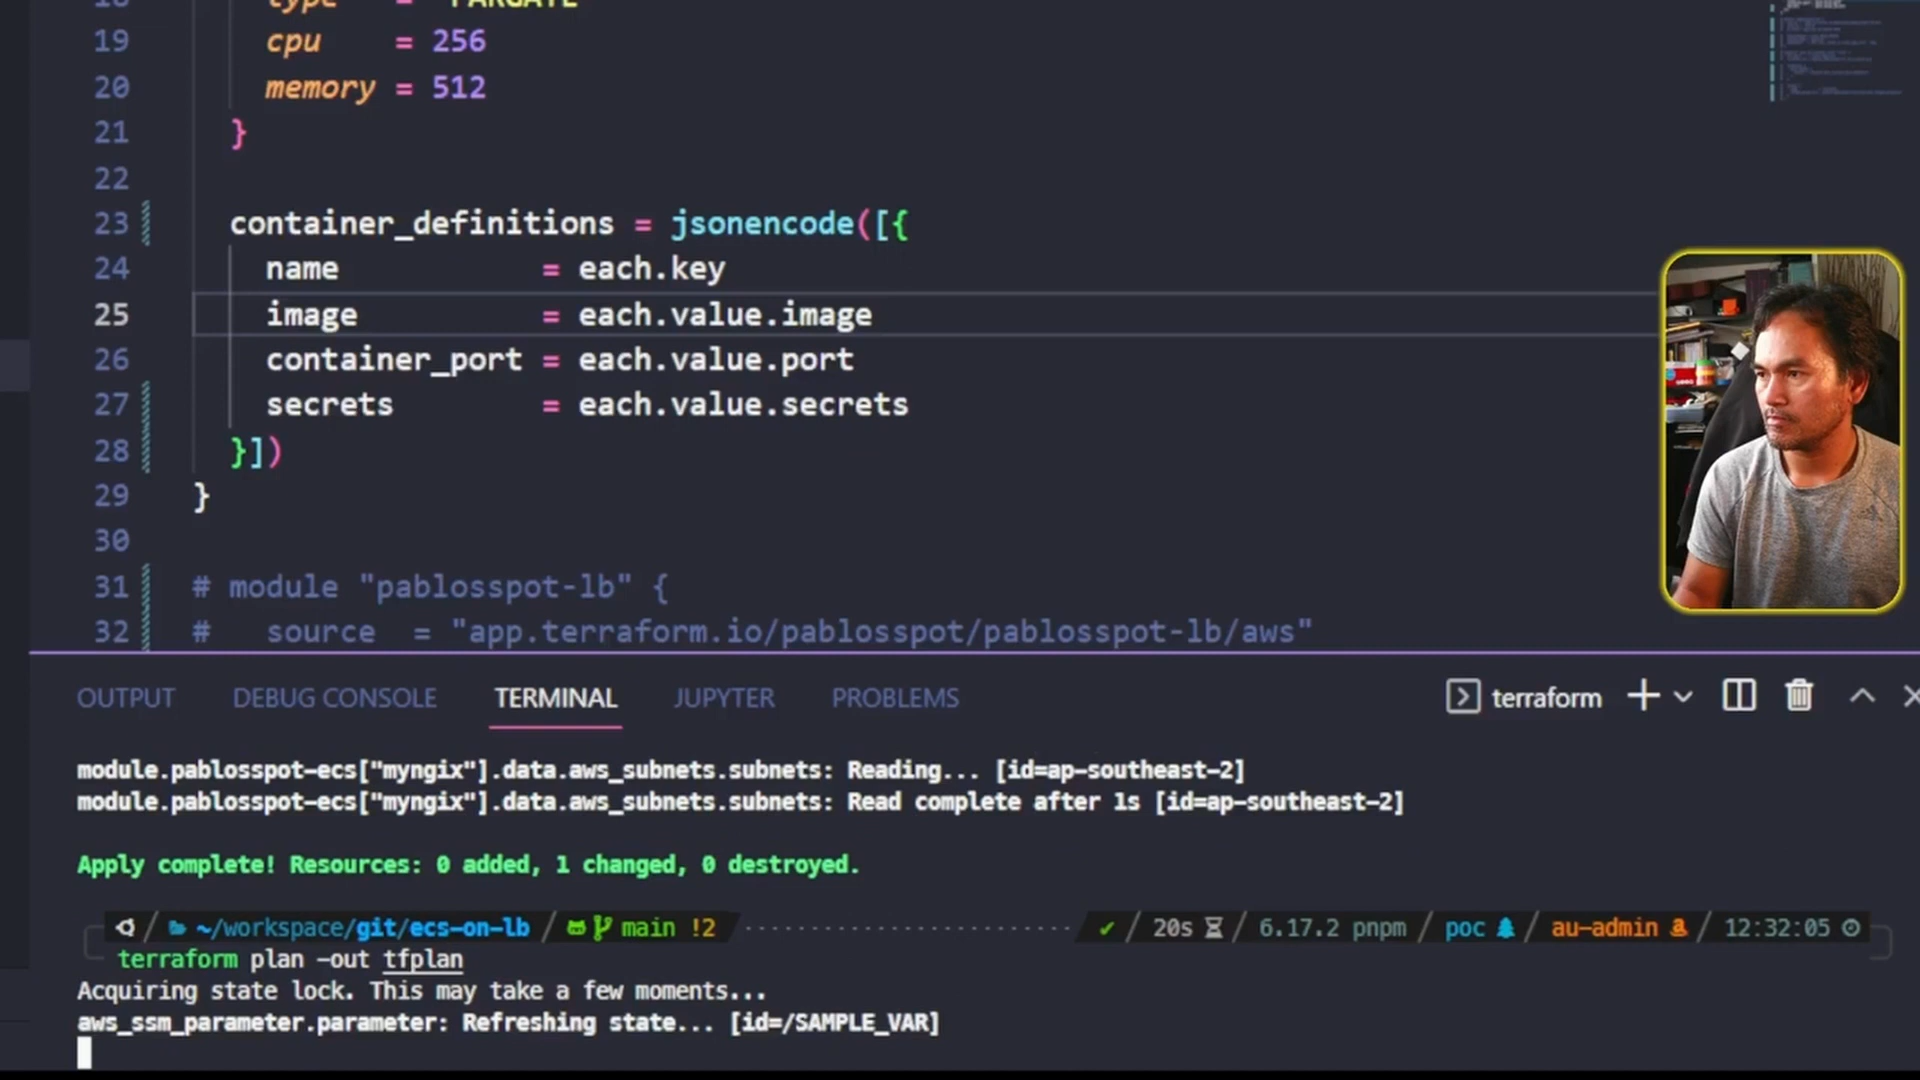 18 type = "FARGATE"
19 cpu = 256
20 memory = 512
21 }
22
23 container_definitions = jsonencode([{
24 name = each.key
25 image = each.value.image
26 container_port = each.value.port
27 secrets = each.value.secrets
28 }])
29 }
30
31 # module "pablosspot-lb" {
32 # source = "app.terraform.io/pablosspot/pablosspot-lb/aws"
OUTPUT DEBUG CONSOLE TERMINAL JUPYTER PROBLEMS terraform
module.pablosspot-ecs["myngix"].data.aws_subnets.subnets: Reading... [id=ap-southeast-2]
module.pablosspot-ecs["myngix"].data.aws_subnets.subnets: Read complete after 1s [id=ap-southeast-2]
Apply complete! Resources: 0 added, 1 changed, 0 destroyed.
~/workspace/git/ecs-on-lb main !2 ✔ 20s 6.17.2 pnpm poc au-admin 12:32:05
terraform plan -out tfplan
Acquiring state lock. This may take a few moments...
aws_ssm_parameter.parameter: Refreshing state... [id=/SAMPLE_VAR]